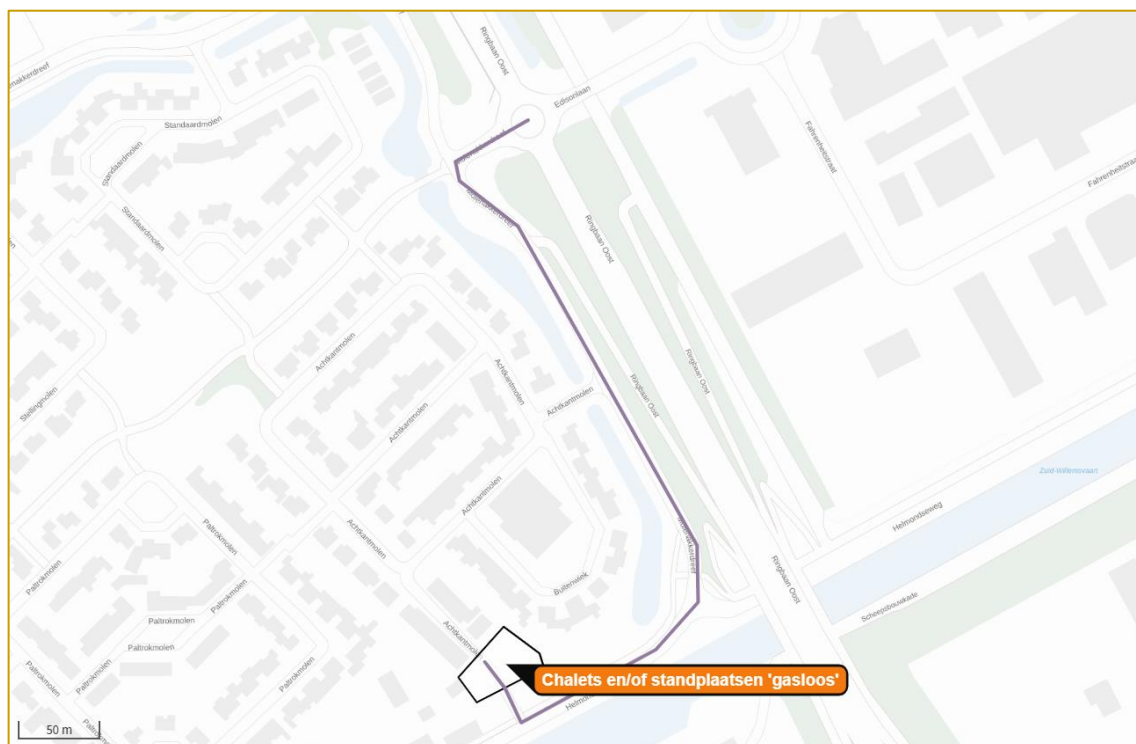 Ringbaan Oost
Edisonlaan
Standaardmolen
Standaardmolen
Standaardmolen
Fahrenheitstraat
Fahrenheitstraat
Ringbaan Oost
Ringbaan Oost
Ringbaan Oost
Achtkantmolen
Achtkantmolen
Achtkantmolen
Achtkantmolen
Stellingmolen
Achtkantmolen
Achtkantmolen
Zuid-Willemsvaart
Helmondseweg
Ringbaan Oost
Scheepsbouwkade
Paltrokmolen
Paltrokmolen
Paltrokmolen
Paltrokmolen
Paltrokmolen
Paltrokmolen
Paltrokmolen
Paltrokmolen
Buitenwiek
Chalets en/of standplaatsen 'gasloos'
50 m